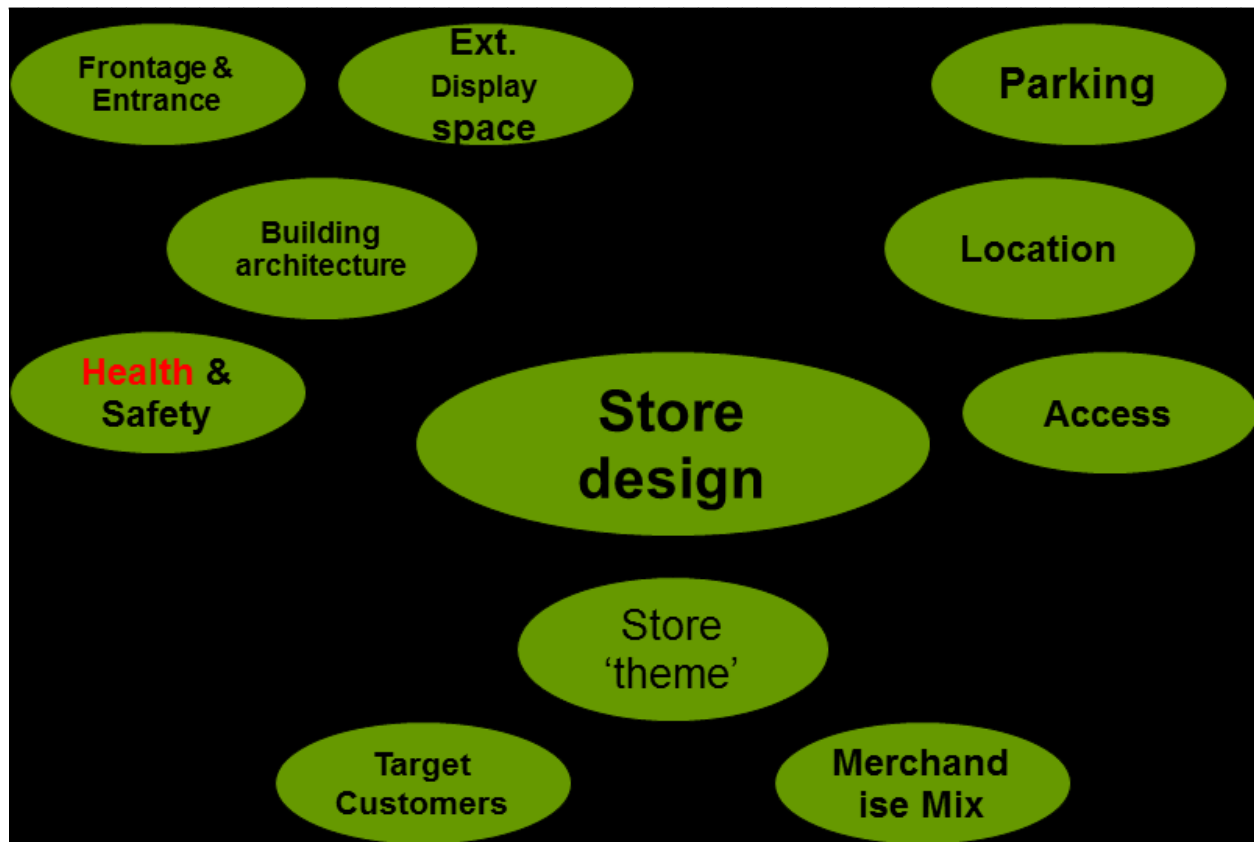 Frontage &
Entrance
Ext.
Display
space
Parking
Building
architecture
Location
Health &
Safety
Store
design
Access
Store
‘theme’
Target
Customers
Merchand
ise Mix